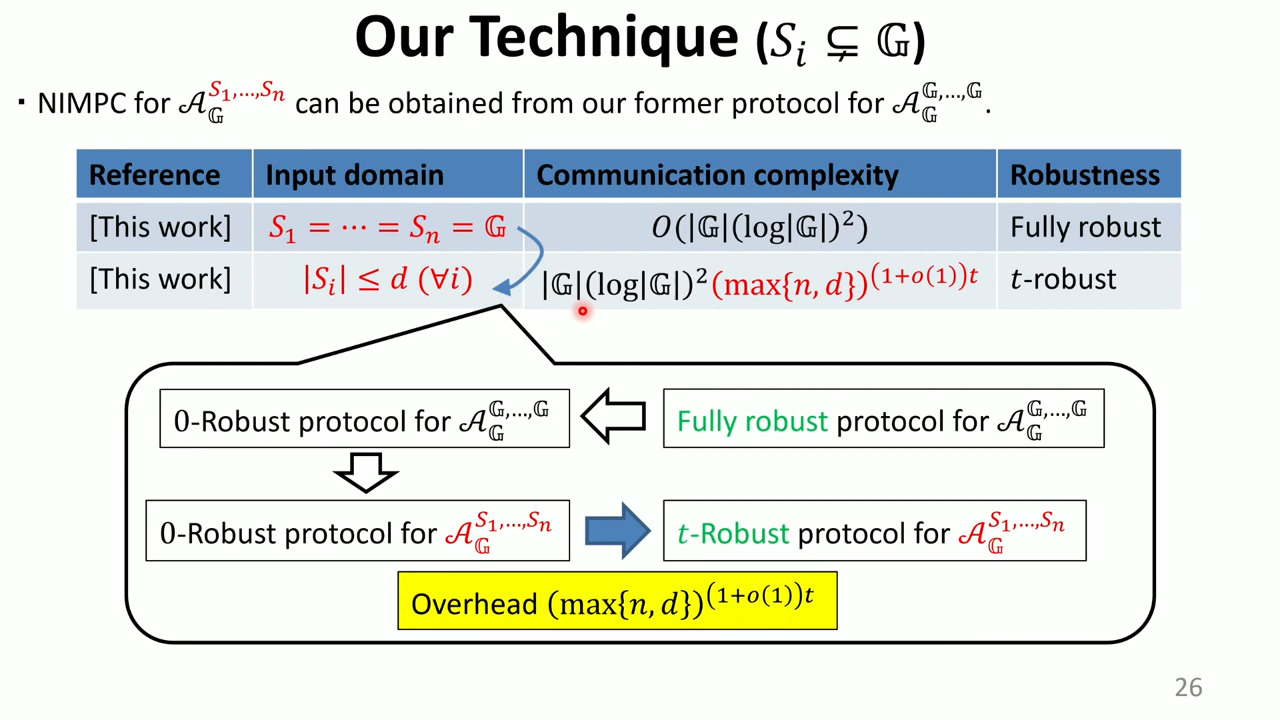 Our Technique (𝑆ᵢ ⊊ 𝔾)
・NIMPC for 𝒜_𝔾^{𝑆₁,…,𝑆ₙ} can be obtained from our former protocol for 𝒜_𝔾^{𝔾,…,𝔾}.
Reference Input domain Communication complexity Robustness
[This work] 𝑆₁ = ⋯ = 𝑆ₙ = 𝔾 𝑂(|𝔾|(log|𝔾|)²) Fully robust
[This work] |𝑆ᵢ| ≤ 𝑑 (∀𝑖) |𝔾|(log|𝔾|)²(max{𝑛, 𝑑})^{(1+𝑜(1))𝑡} 𝑡-robust
0-Robust protocol for 𝒜_𝔾^{𝔾,…,𝔾} Fully robust protocol for 𝒜_𝔾^{𝔾,…,𝔾}
0-Robust protocol for 𝒜_𝔾^{𝑆₁,…,𝑆ₙ} 𝑡-Robust protocol for 𝒜_𝔾^{𝑆₁,…,𝑆ₙ}
Overhead (max{𝑛, 𝑑})^{(1+𝑜(1))𝑡}
26